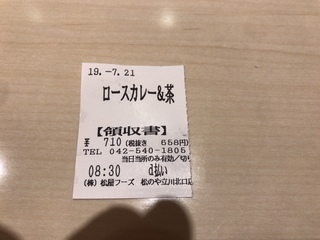 19.-7.21
ロースカレー&茶
【領収書】
¥ 710(税抜き 658円)
TEL 042-540-1805
当日当所のみ有効/切り
08:30 d払い
(株)松屋フーズ 松のや立川北口店